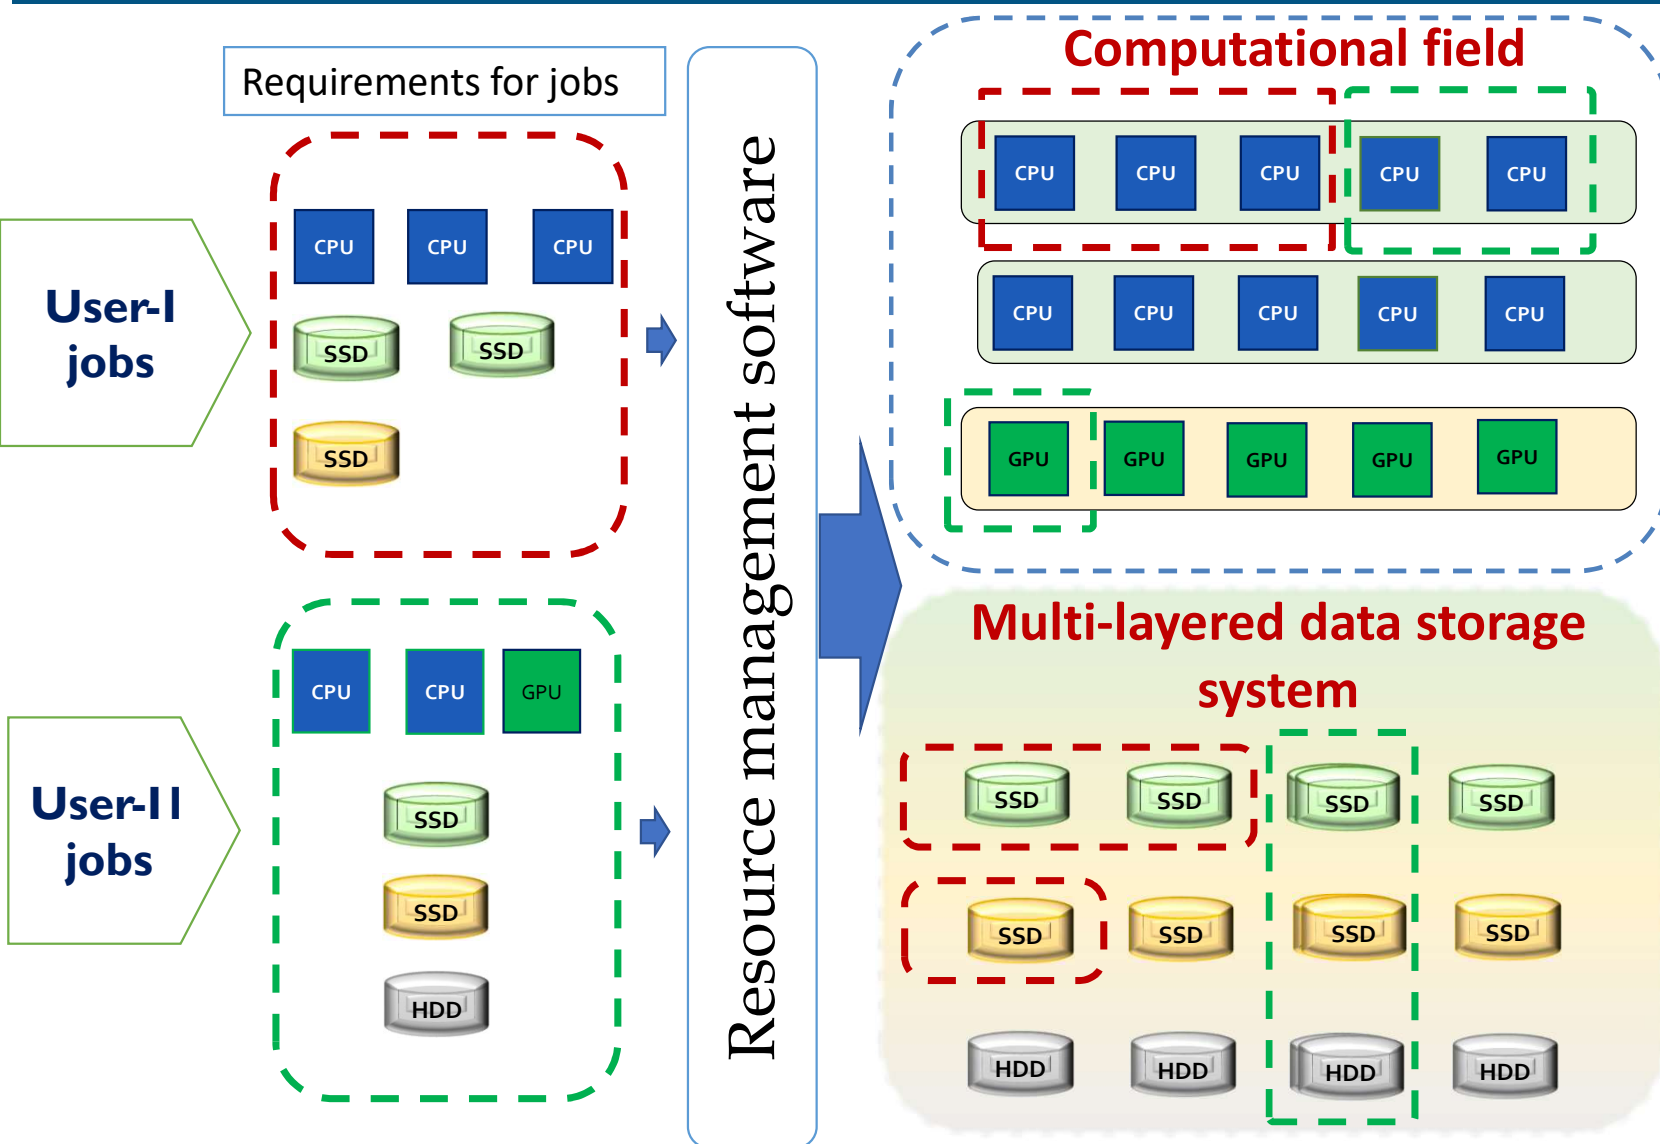 Requirements for jobs
User-I
jobs
CPU CPU CPU
SSD SSD
SSD
User-II
jobs
CPU CPU GPU
SSD
SSD
HDD
Resource management software
Computational field
CPU CPU CPU CPU CPU
CPU CPU CPU CPU CPU
GPU GPU GPU GPU GPU
Multi-layered data storage
system
SSD SSD SSD SSD
SSD SSD SSD SSD
HDD HDD HDD HDD